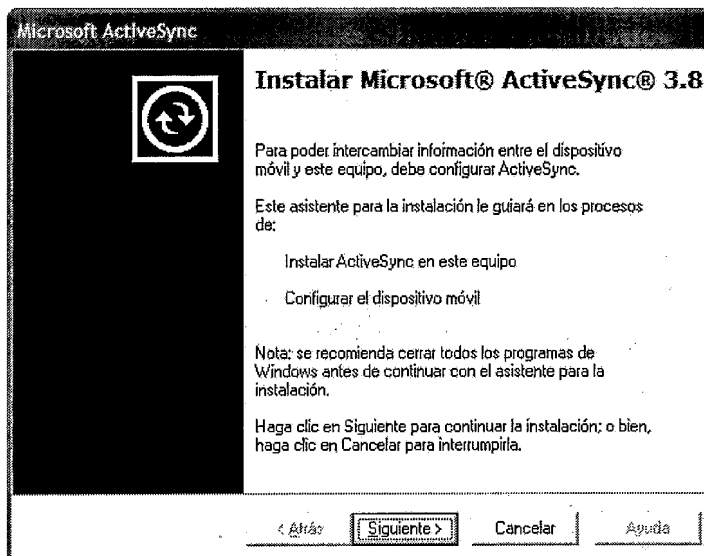 Microsoft ActiveSync
Instalar Microsoft® ActiveSync® 3.8
Para poder intercambiar información entre el dispositivo
móvil y este equipo, debe configurar ActiveSync.
Este asistente para la instalación le guiará en los procesos
de:
Instalar ActiveSync en este equipo
Configurar el dispositivo móvil
Nota: se recomienda cerrar todos los programas de
Windows antes de continuar con el asistente para la
instalación.
Haga clic en Siguiente para continuar la instalación; o bien,
haga clic en Cancelar para interrumpirla.
< Atrás Siguiente > Cancelar Ayuda